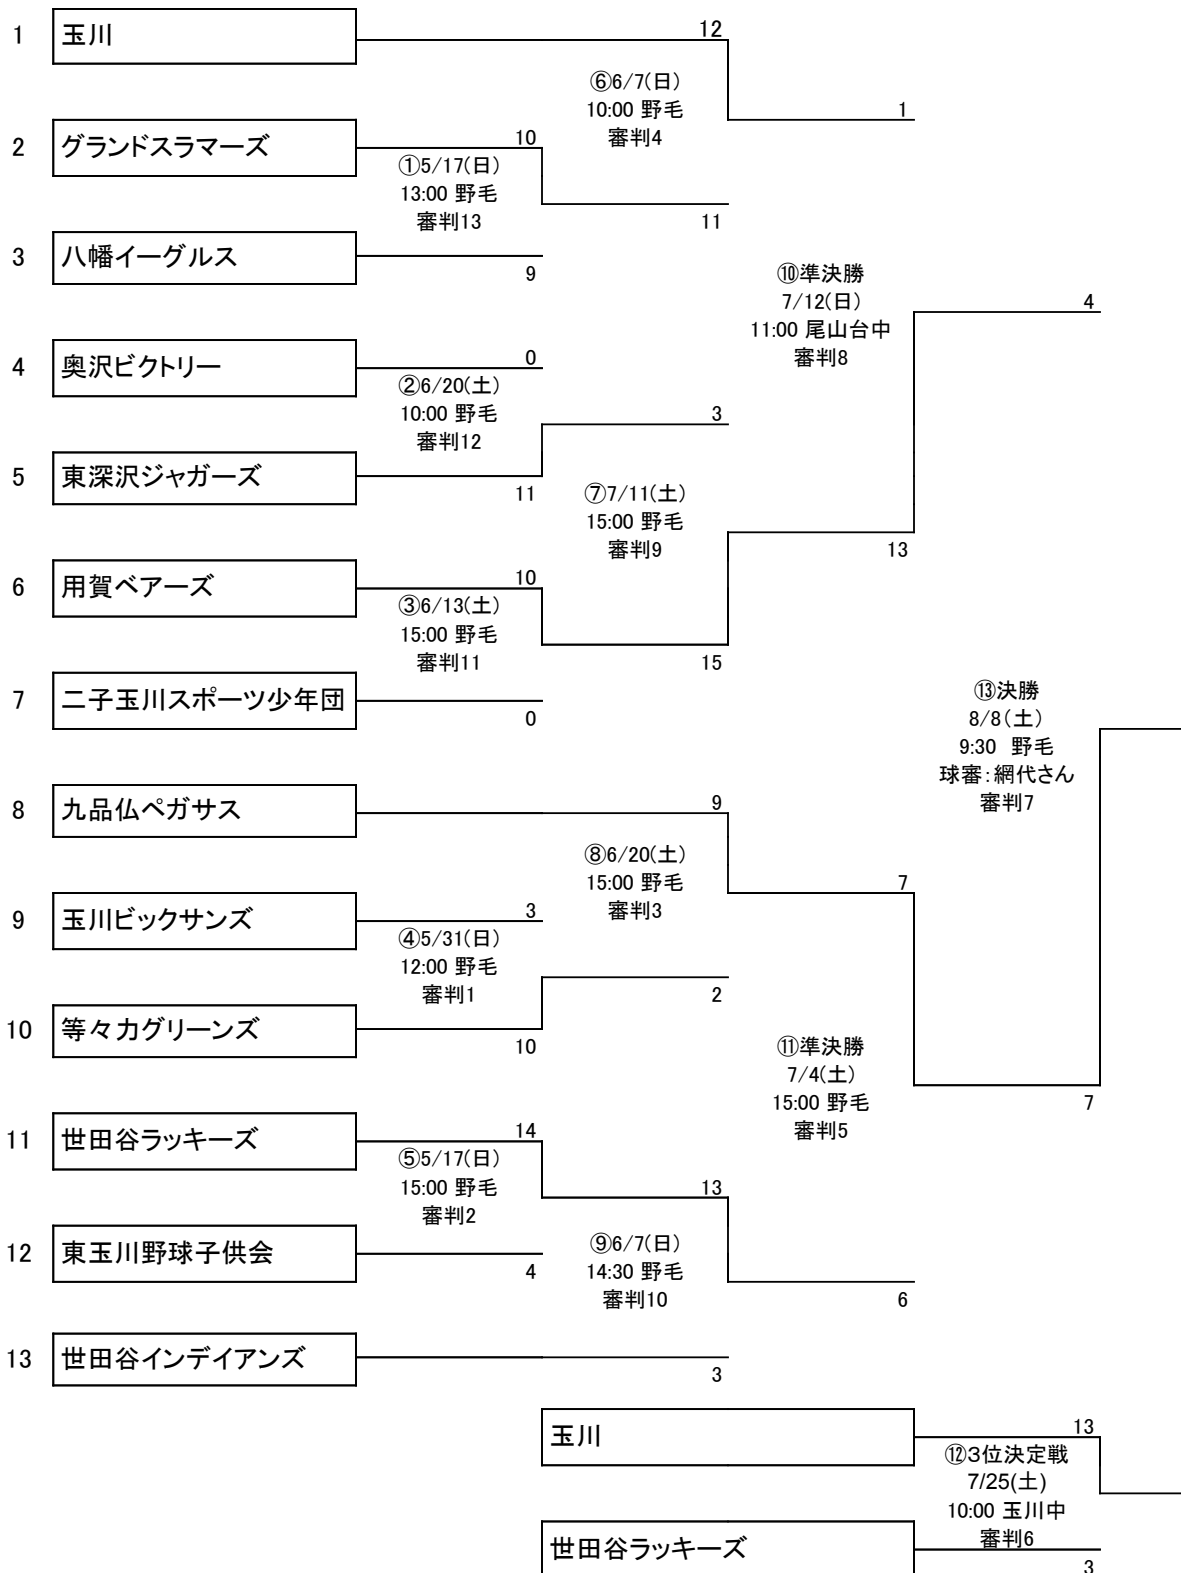 12
1 玉川
⑥6/7(日)
10:00 野毛
審判4
1
10
2 グランドスラマーズ
①5/17(日)
13:00 野毛
審判13
11
3 八幡イーグルス
9
⑩準決勝
7/12(日)
11:00 尾山台中
審判8
4
0
4 奥沢ビクトリー
②6/20(土)
10:00 野毛
審判12
3
5 東深沢ジャガーズ
11
⑦7/11(土)
15:00 野毛
審判9
13
10
6 用賀ベアーズ
③6/13(土)
15:00 野毛
審判11
15
7 二子玉川スポーツ少年団
0
⑬決勝
8/8(土)
9:30 野毛
球審:網代さん
審判7
9
8 九品仏ペガサス
⑧6/20(土)
15:00 野毛
審判3
7
3
9 玉川ビックサンズ
④5/31(日)
12:00 野毛
審判1
2
10 等々力グリーンズ
10
⑪準決勝
7/4(土)
15:00 野毛
審判5
7
14
11 世田谷ラッキーズ
⑤5/17(日)
15:00 野毛
審判2
13
12 東玉川野球子供会
4
⑨6/7(日)
14:30 野毛
審判10
6
13 世田谷インデイアンズ
3
玉川
13
⑫3位決定戦
7/25(土)
10:00 玉川中
審判6
世田谷ラッキーズ
3